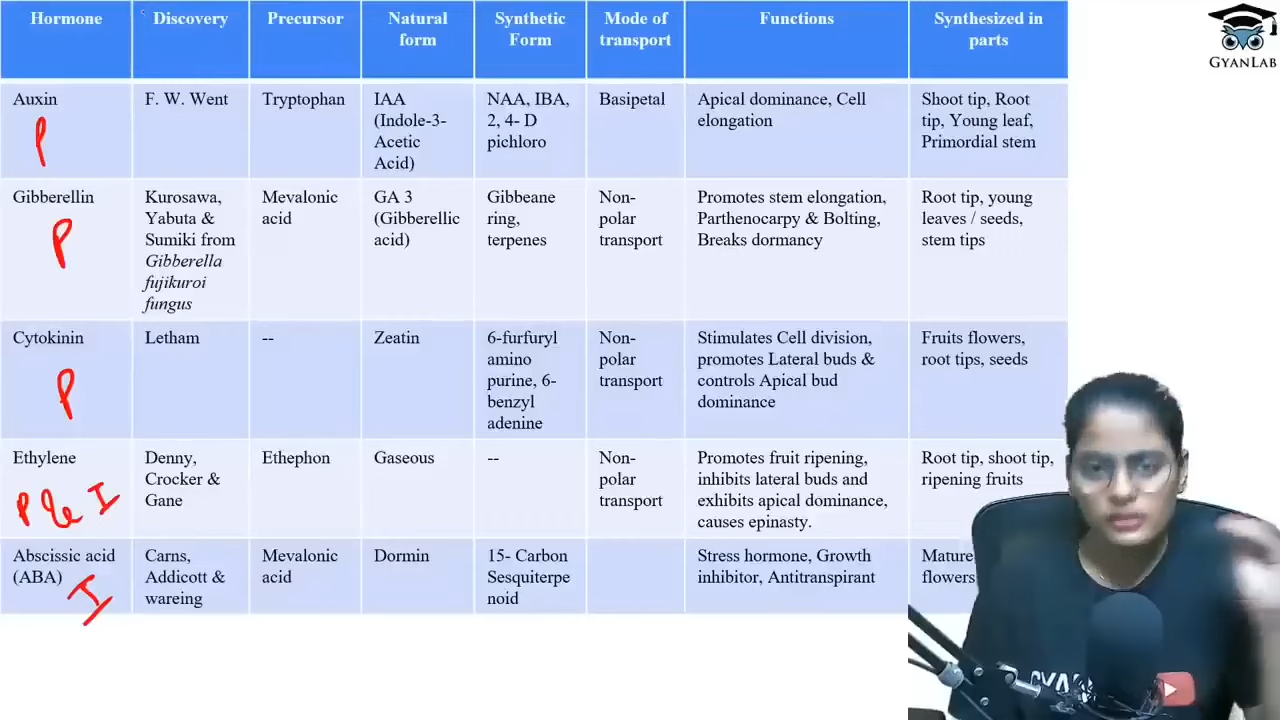 Hormone
Discovery
Precursor
Natural
form
Synthetic
Form
Mode of
transport
Functions
Synthesized in
parts
GYANLAB
Auxin
P
F. W. Went
Tryptophan
IAA
(Indole-3-
Acetic
Acid)
NAA, IBA,
2, 4- D
pichloro
Basipetal
Apical dominance, Cell
elongation
Shoot tip, Root
tip, Young leaf,
Primordial stem
Gibberellin
P
Kurosawa,
Yabuta &
Sumiki from
Gibberella
fujikuroi
fungus
Mevalonic
acid
GA 3
(Gibberellic
acid)
Gibbeane
ring,
terpenes
Non-
polar
transport
Promotes stem elongation,
Parthenocarpy & Bolting,
Breaks dormancy
Root tip, young
leaves / seeds,
stem tips
Cytokinin
P
Letham
--
Zeatin
6-furfuryl
amino
purine, 6-
benzyl
adenine
Non-
polar
transport
Stimulates Cell division,
promotes Lateral buds &
controls Apical bud
dominance
Fruits flowers,
root tips, seeds
Ethylene
P & I
Denny,
Crocker &
Gane
Ethephon
Gaseous
--
Non-
polar
transport
Promotes fruit ripening,
inhibits lateral buds and
exhibits apical dominance,
causes epinasty.
Root tip, shoot tip,
ripening fruits
Abscissic acid
(ABA)
I
Carns,
Addicott &
wareing
Mevalonic
acid
Dormin
15- Carbon
Sesquiterpe
noid
Stress hormone, Growth
inhibitor, Antitranspirant
Mature
flowers